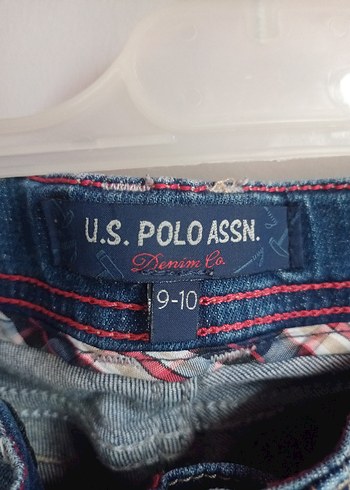 U.S. POLO ASSN.
Denim Co.
9-10